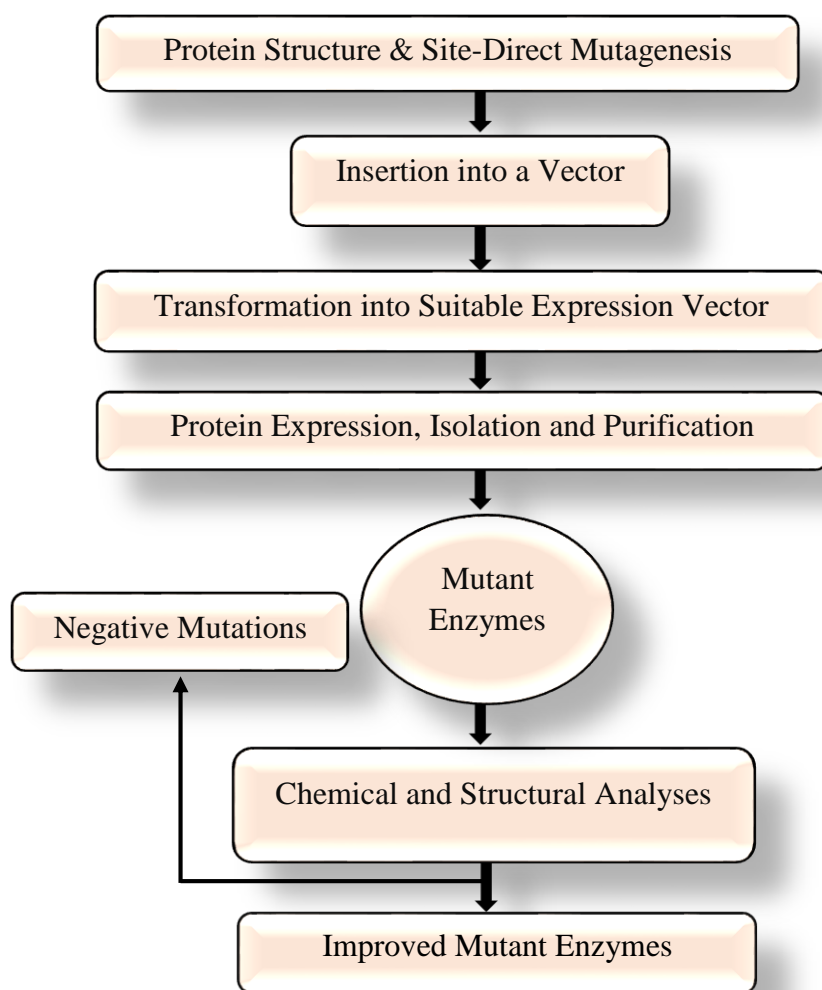 Protein Structure & Site-Direct Mutagenesis
Insertion into a Vector
Transformation into Suitable Expression Vector
Protein Expression, Isolation and Purification
Mutant
Enzymes
Negative Mutations
Chemical and Structural Analyses
Improved Mutant Enzymes